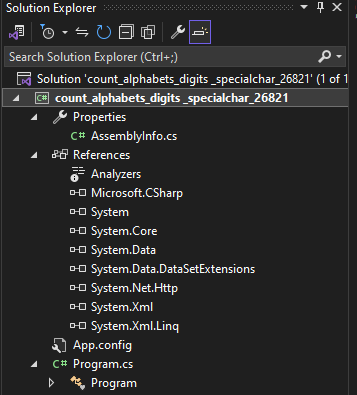 Solution Explorer
Search Solution Explorer (Ctrl+;)
Solution 'count_alphabets_digits _specialchar_26821' (1 of 1
C# count_alphabets_digits _specialchar_26821
Properties
C# AssemblyInfo.cs
References
Analyzers
Microsoft.CSharp
System
System.Core
System.Data
System.Data.DataSetExtensions
System.Net.Http
System.Xml
System.Xml.Linq
App.config
C# Program.cs
Program